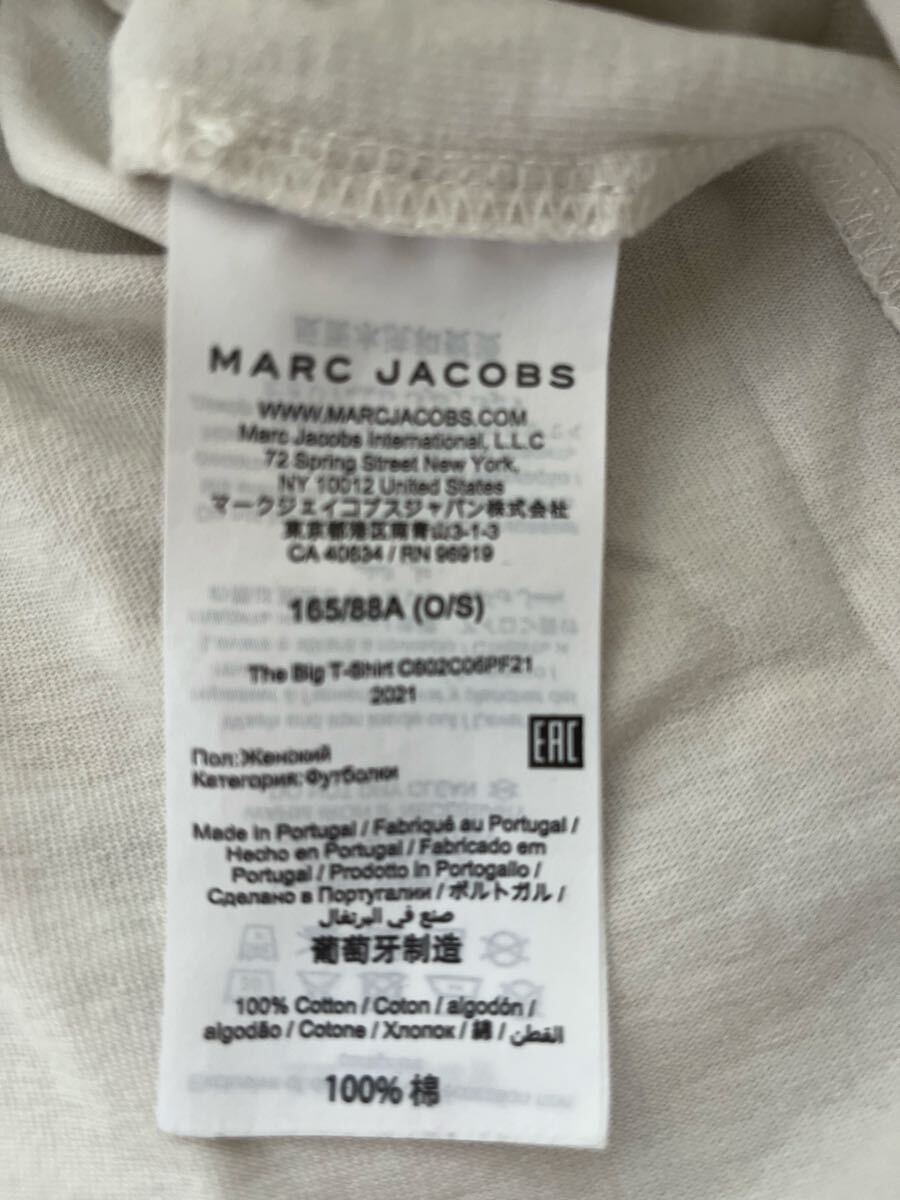 MARC JACOBS
WWW.MARCJACOBS.COM
Marc Jacobs International, L.L.C
72 Spring Street New York,
NY 10012 United States
マークジェイコブスジャパン株式会社
東京都港区南青山3-1-3
CA 40634 / RN 96919
165/88A (O/S)
The Big T-Shirt C602C06PF21
2021
EAC
Пол:Женский
Категория:Футболки
Made in Portugal / Fabriqué au Portugal /
Hecho en Portugal / Fabricado em
Portugal / Prodotto in Portogallo /
Сделано в Португалии / ポルトガル /
صنع في البرتغال
葡萄牙制造
100% Cotton / Coton / algodón /
algodão / Cotone / Хлопок / 綿 / القطن
100% 棉